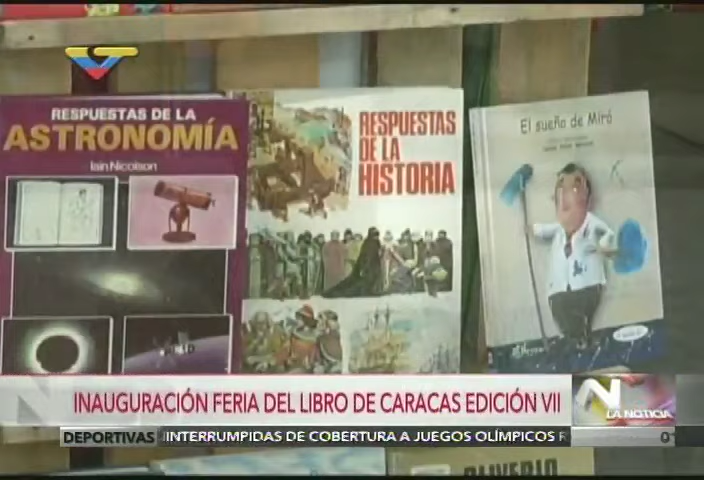 RESPUESTAS DE LA
ASTRONOMÍA
Iain Nicolson
RESPUESTAS
DE LA
HISTORIA
El sueño de Miró
INAUGURACIÓN FERIA DEL LIBRO DE CARACAS EDICIÓN VII
N
LA NOTICIA
DEPORTIVAS
INTERRUMPIDAS DE COBERTURA A JUEGOS OLÍMPICOS
OLIVERIO